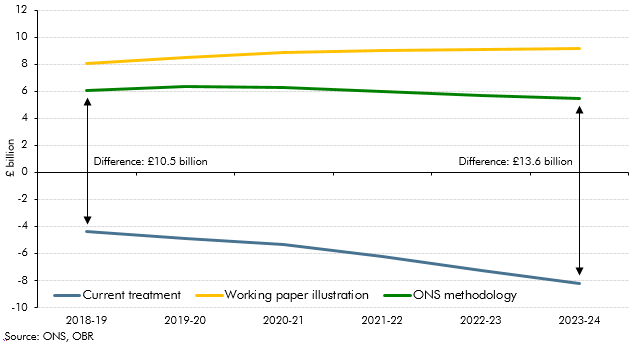 12
10
8
6
4
2
0
-2
-4
-6
-8
-10
£ billion
Difference: £10.5 billion
Difference: £13.6 billion
Current treatment
Working paper illustration
ONS methodology
2018-19
2019-20
2020-21
2021-22
2022-23
2023-24
Source: ONS, OBR